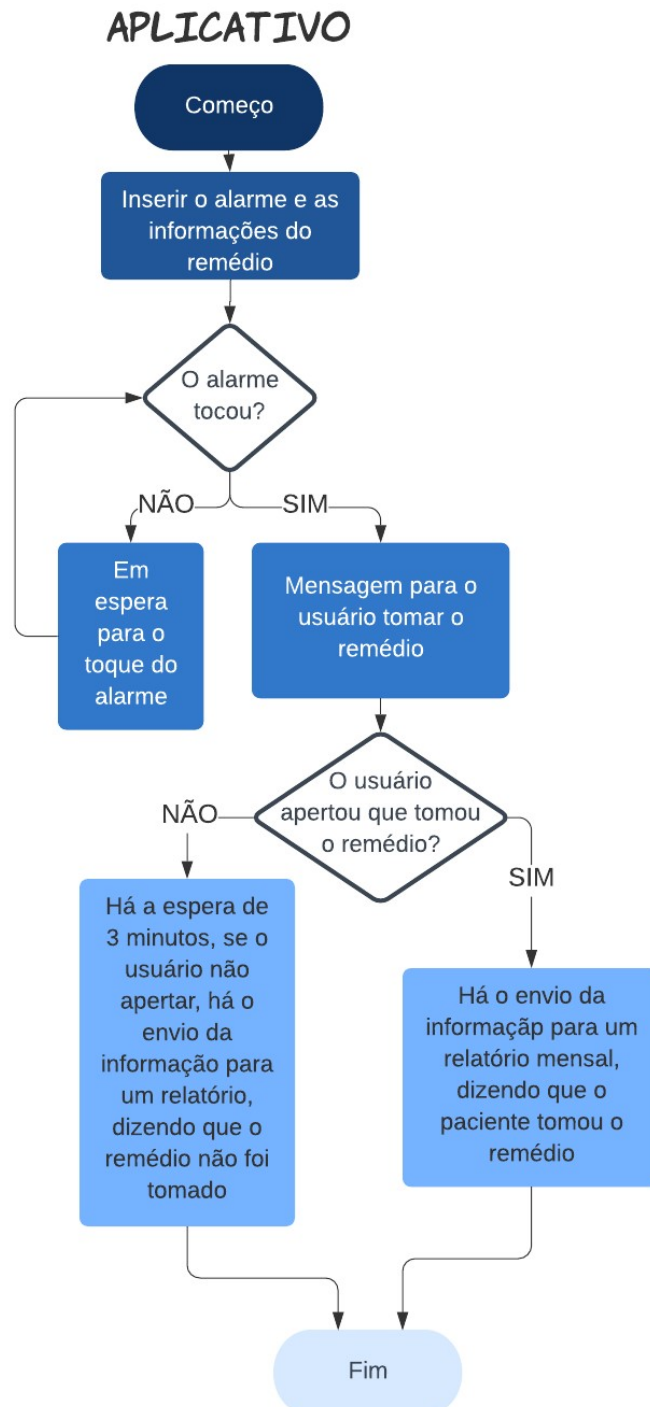 APLICATIVO
Começo
Inserir o alarme e as
informações do
remédio
O alarme
tocou?
NÃO
SIM
Em
espera
para o
toque do
alarme
Mensagem para o
usuário tomar o
remédio
O usuário
apertou que tomou
o remédio?
NÃO
SIM
Há a espera de
3 minutos, se o
usuário não
apertar, há o
envio da
informação para
um relatório,
dizendo que o
remédio não foi
tomado
Há o envio da
informaçãp para um
relatório mensal,
dizendo que o
paciente tomou o
remédio
Fim